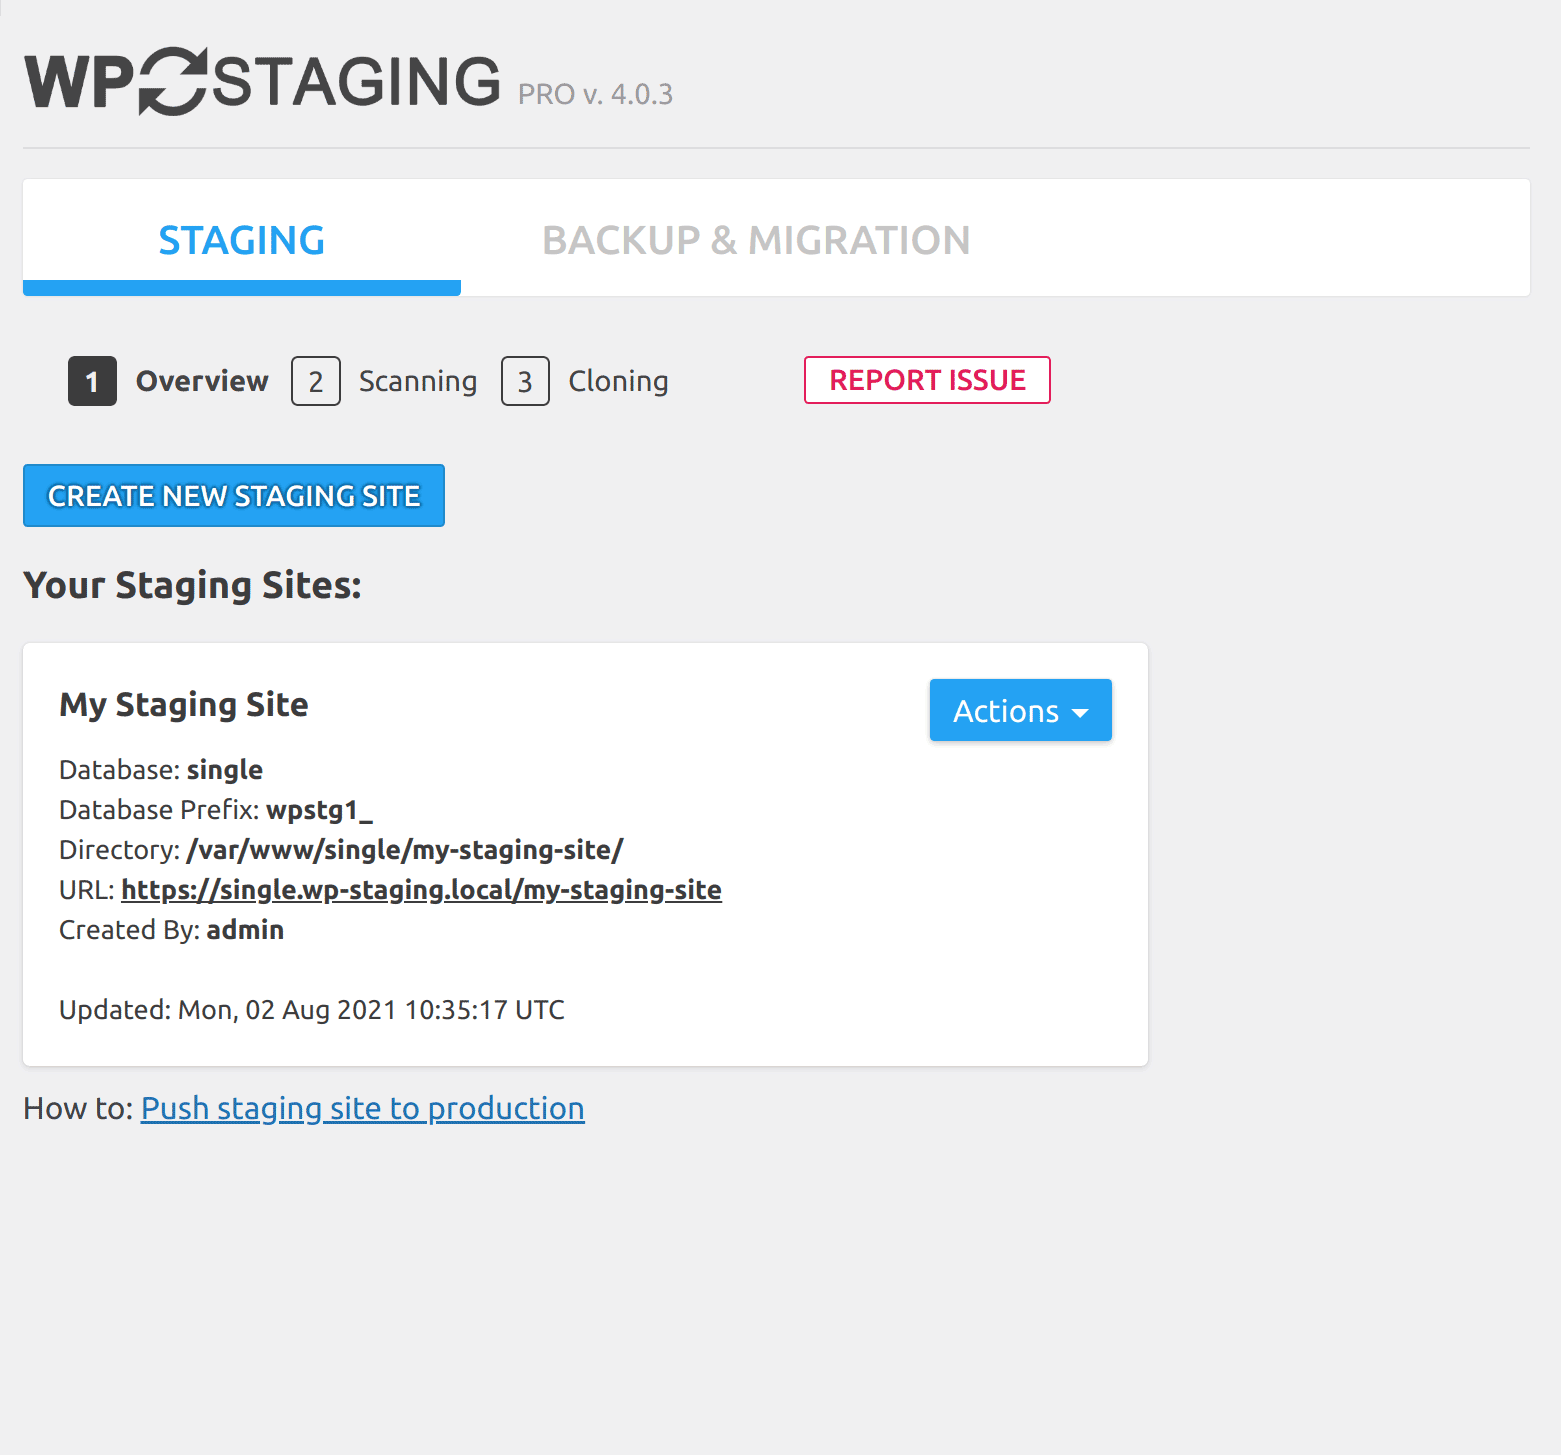 WP STAGING PRO v. 4.0.3
STAGING BACKUP & MIGRATION
1 Overview 2 Scanning 3 Cloning REPORT ISSUE
CREATE NEW STAGING SITE
Your Staging Sites:
My Staging Site Actions
Database: single
Database Prefix: wpstg1_
Directory: /var/www/single/my-staging-site/
URL: https://single.wp-staging.local/my-staging-site
Created By: admin
Updated: Mon, 02 Aug 2021 10:35:17 UTC
How to: Push staging site to production